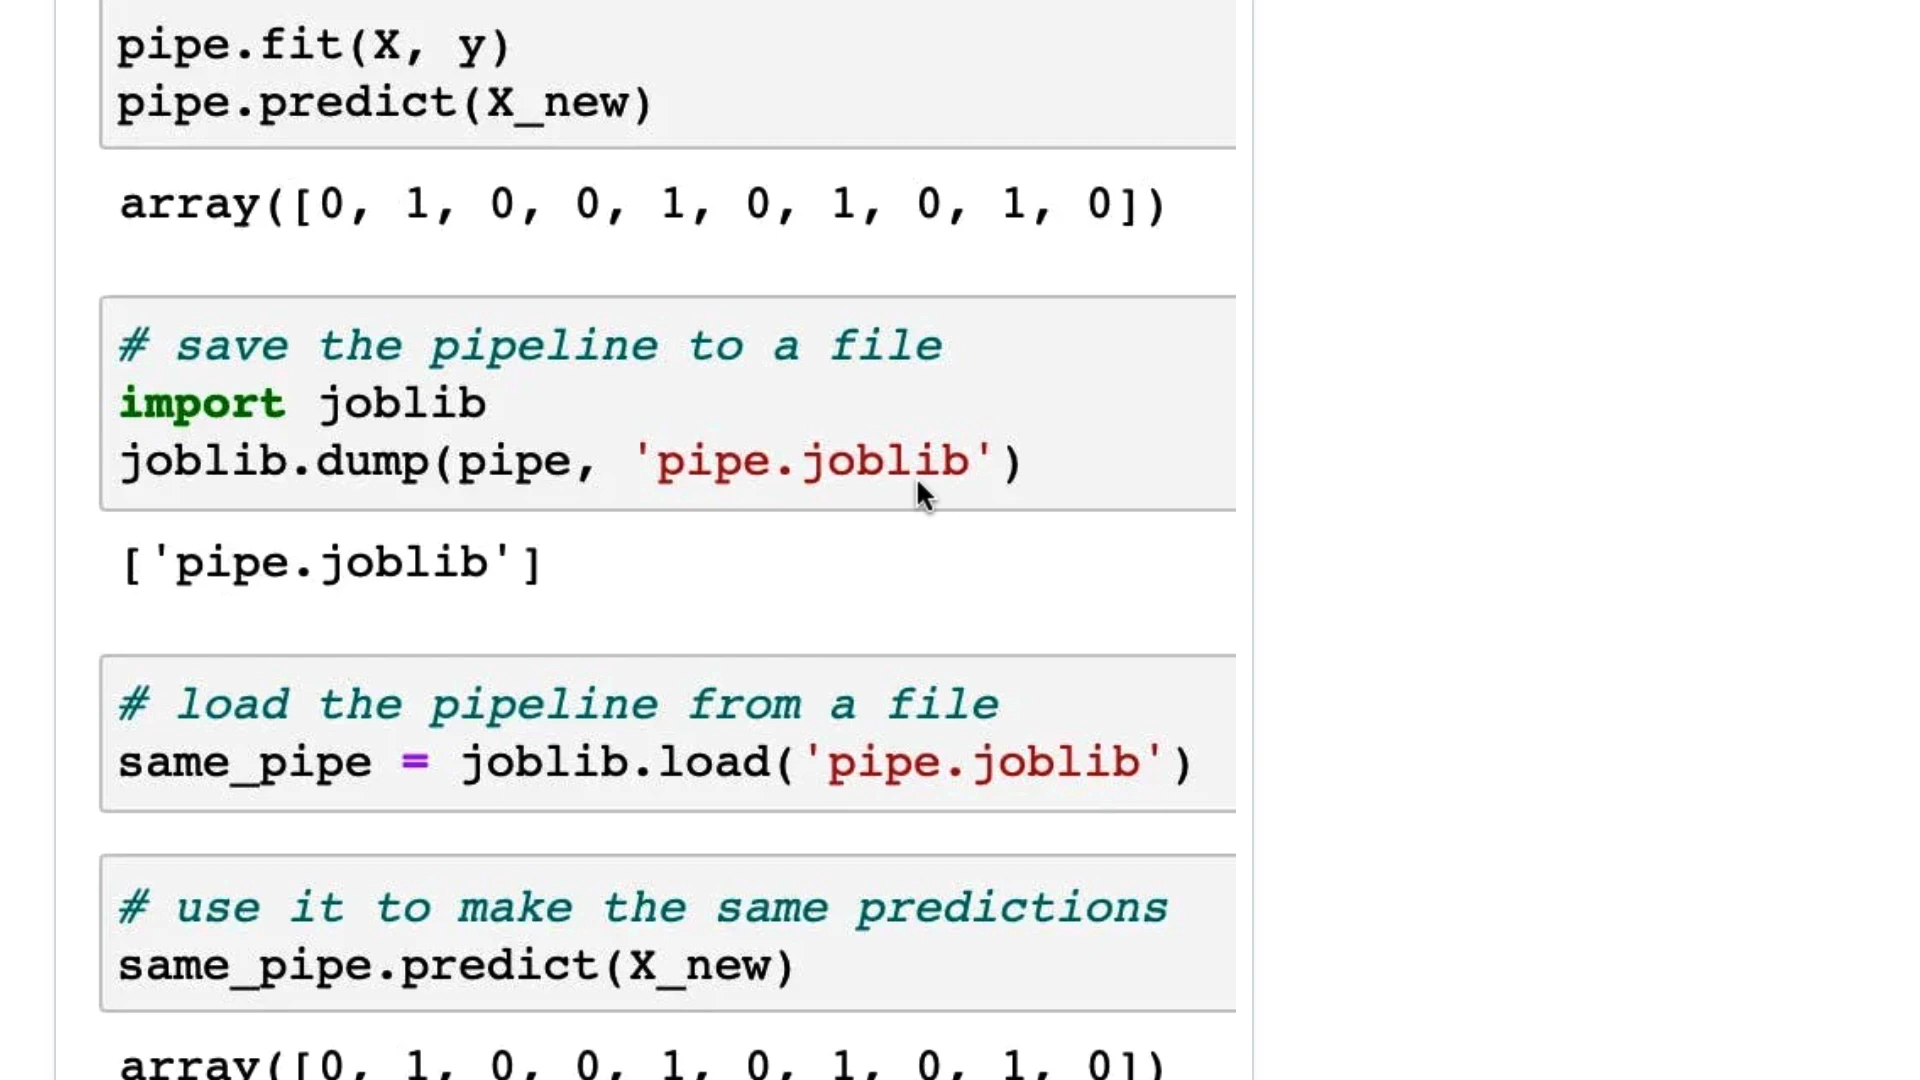 pipe.fit(X, y)
pipe.predict(X_new)
array([0, 1, 0, 0, 1, 0, 1, 0, 1, 0])
# save the pipeline to a file
import joblib
joblib.dump(pipe, 'pipe.joblib')
['pipe.joblib']
# load the pipeline from a file
same_pipe = joblib.load('pipe.joblib')
# use it to make the same predictions
same_pipe.predict(X_new)
array([0, 1, 0, 0, 1, 0, 1, 0, 1, 0])